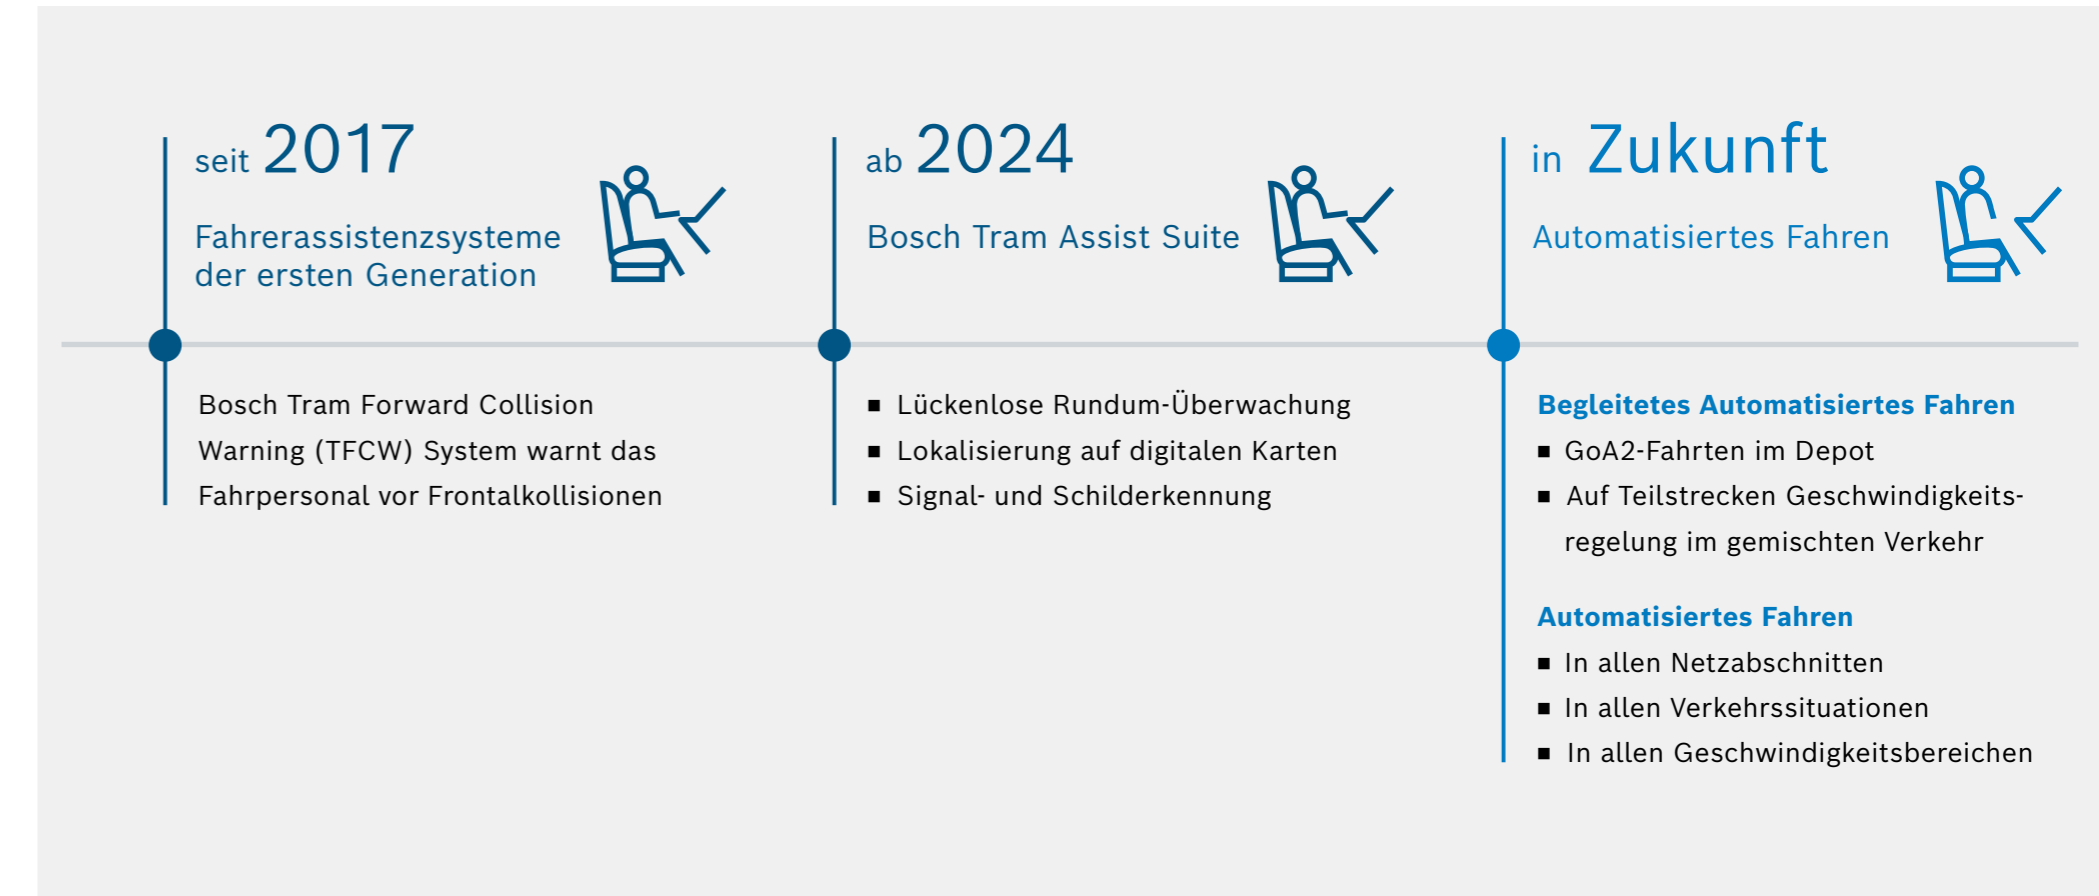 seit 2017
Fahrerassistenzsysteme
der ersten Generation
Bosch Tram Forward Collision
Warning (TFCW) System warnt das
Fahrpersonal vor Frontalkollisionen
ab 2024
Bosch Tram Assist Suite
■ Lückenlose Rundum-Überwachung
■ Lokalisierung auf digitalen Karten
■ Signal- und Schilderkennung
in Zukunft
Automatisiertes Fahren
Begleitetes Automatisiertes Fahren
■ GoA2-Fahrten im Depot
■ Auf Teilstrecken Geschwindigkeits-
regelung im gemischten Verkehr
Automatisiertes Fahren
■ In allen Netzabschnitten
■ In allen Verkehrssituationen
■ In allen Geschwindigkeitsbereichen